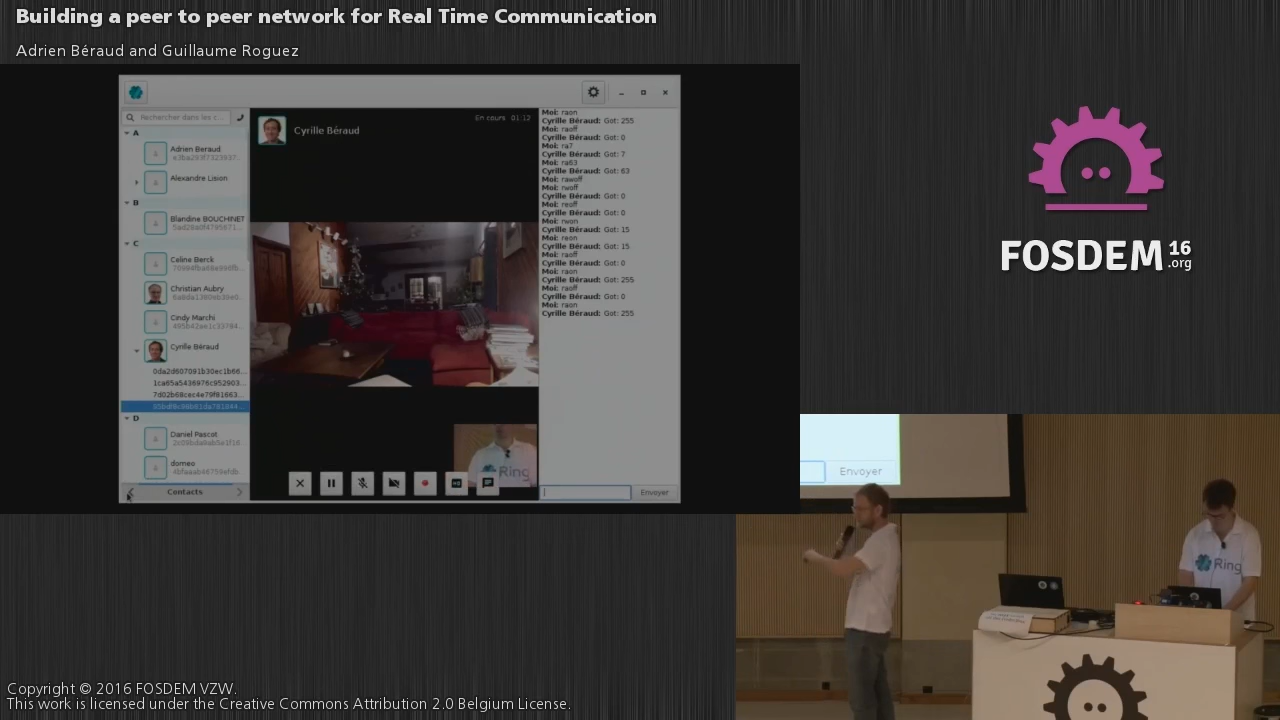 Building a peer to peer network for Real Time Communication
Adrien Béraud and Guillaume Roguez
Rechercher dans les c...
A
Adrien Beraud
Alexandre Lision
B
Blandine BOUCHINET
C
Celine Berck
Christian Aubry
Cindy Marchi
Cyrille Béraud
D
Daniel Pascot
domeo
Contacts
Cyrille Béraud
En cours 01:12
Ring
Moi: raon
Cyrille Béraud: Got: 255
Moi: raoff
Cyrille Béraud: Got: 0
Moi: ra7
Cyrille Béraud: Got: 7
Moi: ra63
Cyrille Béraud: Got: 63
Moi: rawoff
Moi: rwoff
Cyrille Béraud: Got: 0
Moi: reoff
Cyrille Béraud: Got: 0
Moi: rwon
Cyrille Béraud: Got: 15
Moi: reon
Cyrille Béraud: Got: 15
Moi: raoff
Cyrille Béraud: Got: 0
Moi: raon
Cyrille Béraud: Got: 255
Moi: raoff
Cyrille Béraud: Got: 0
Moi: raon
Cyrille Béraud: Got: 255
Envoyer
FOSDEM 16
.org
Envoyer
Ring
Copyright © 2016 FOSDEM VZW.
This work is licensed under the Creative Commons Attribution 2.0 Belgium License.